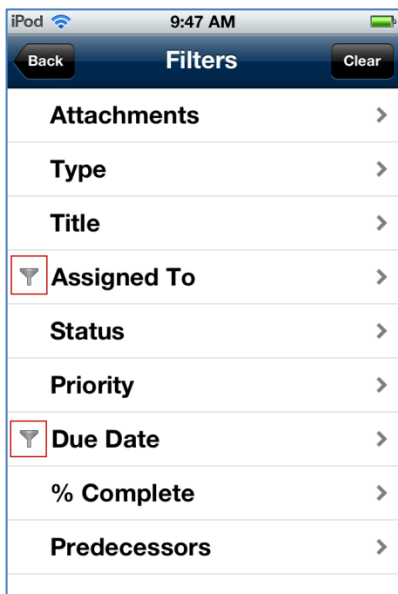 iPod 9:47 AM
Back Filters Clear
Attachments
Type
Title
Assigned To
Status
Priority
Due Date
% Complete
Predecessors